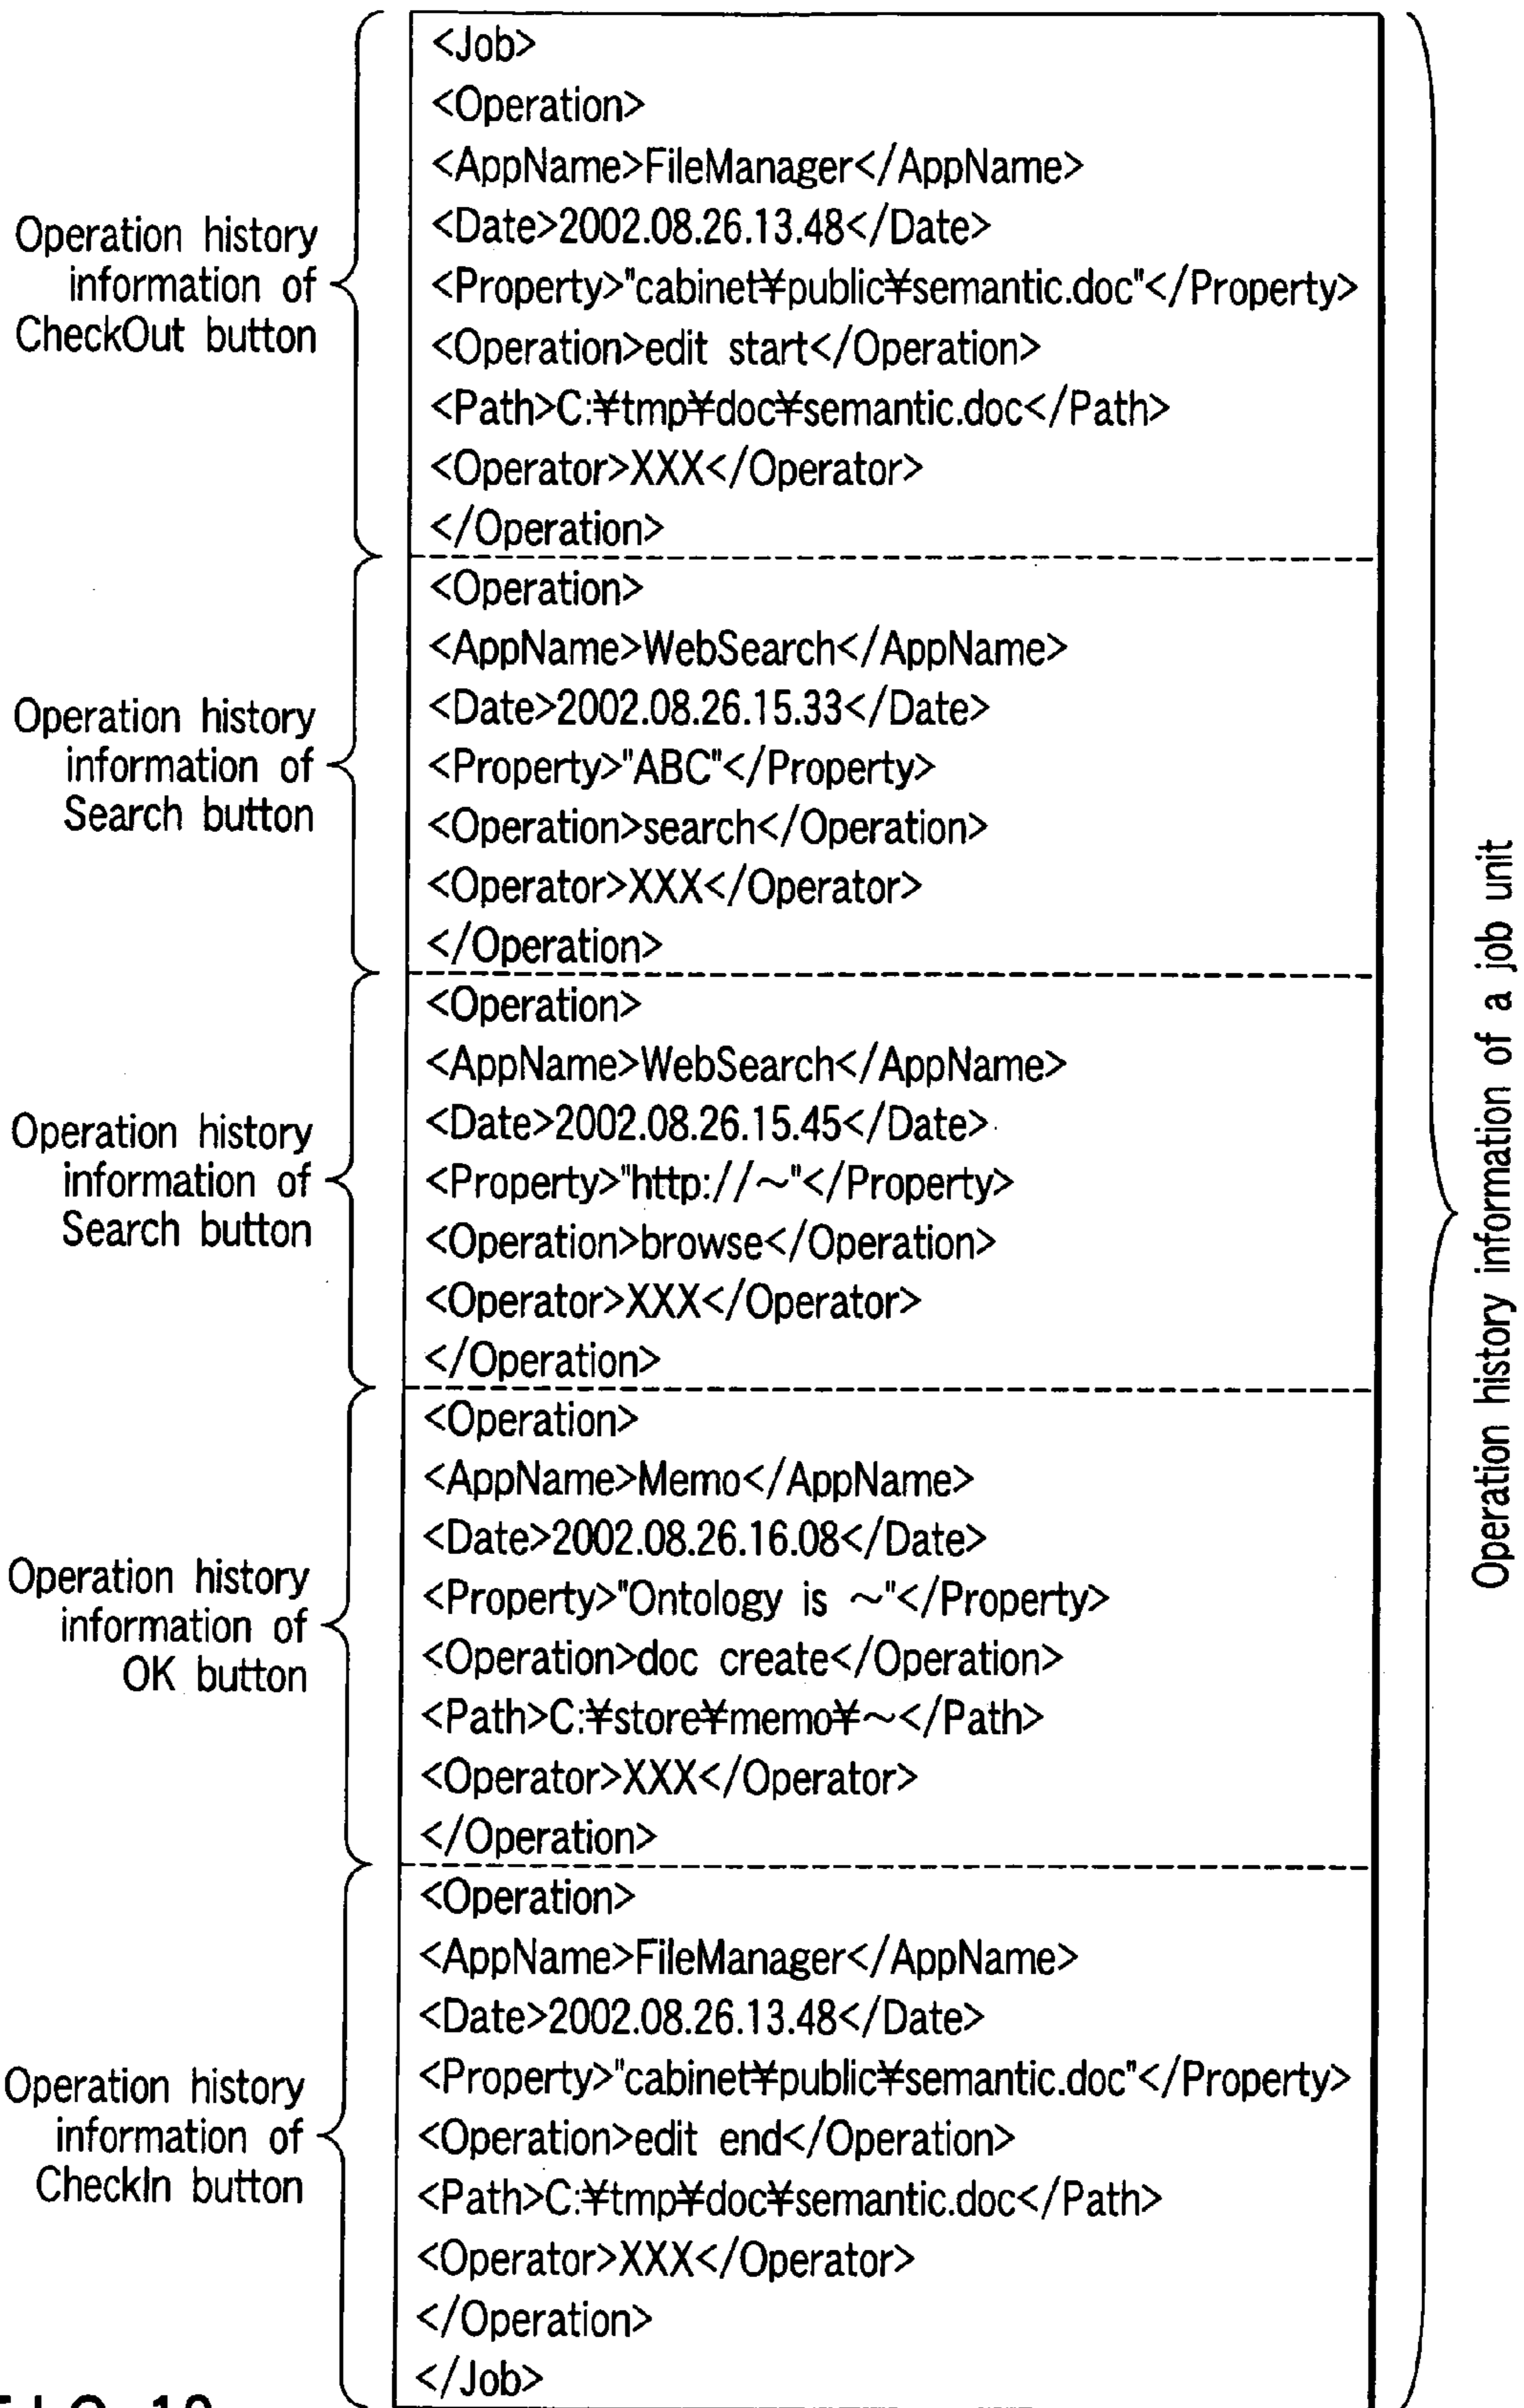 <Job>
<Operation>
<AppName>FileManager</AppName>
<Date>2002.08.26.13.48</Date>
<Property>"cabinet¥public¥semantic.doc"</Property>
<Operation>edit start</Operation>
<Path>C:¥tmp¥doc¥semantic.doc</Path>
<Operator>XXX</Operator>
</Operation>
Operation history
information of
CheckOut button
<Operation>
<AppName>WebSearch</AppName>
<Date>2002.08.26.15.33</Date>
<Property>"ABC"</Property>
<Operation>search</Operation>
<Operator>XXX</Operator>
</Operation>
Operation history
information of
Search button
<Operation>
<AppName>WebSearch</AppName>
<Date>2002.08.26.15.45</Date>
<Property>"http://~"</Property>
<Operation>browse</Operation>
<Operator>XXX</Operator>
</Operation>
Operation history
information of
Search button
<Operation>
<AppName>Memo</AppName>
<Date>2002.08.26.16.08</Date>
<Property>"Ontology is ~"</Property>
<Operation>doc create</Operation>
<Path>C:¥store¥memo¥~</Path>
<Operator>XXX</Operator>
</Operation>
Operation history
information of
OK button
<Operation>
<AppName>FileManager</AppName>
<Date>2002.08.26.13.48</Date>
<Property>"cabinet¥public¥semantic.doc"</Property>
<Operation>edit end</Operation>
<Path>C:¥tmp¥doc¥semantic.doc</Path>
<Operator>XXX</Operator>
</Operation>
</Job>
Operation history
information of
CheckIn button
Operation history information of a job unit